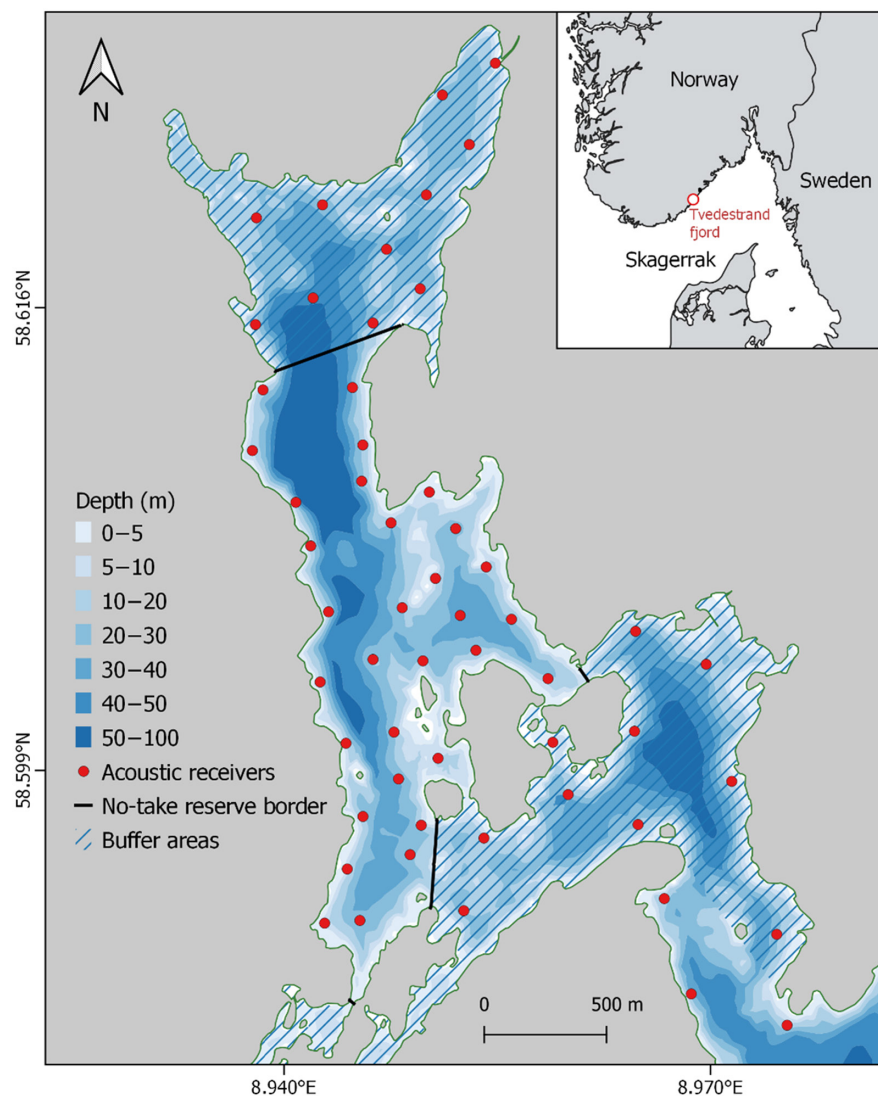 N
Norway
Sweden
Tvedestrand
fjord
Skagerrak
58.616°N
Depth (m)
0–5
5–10
10–20
20–30
30–40
40–50
50–100
Acoustic receivers
No-take reserve border
Buffer areas
58.599°N
0 500 m
8.940°E 8.970°E